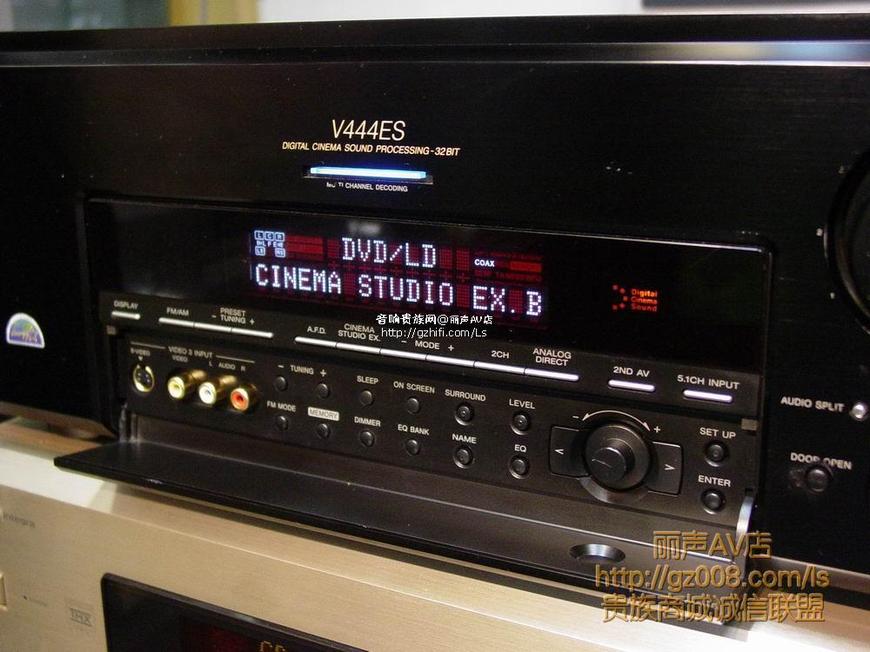 V444ES
DIGITAL CINEMA SOUND PROCESSING-32BIT
MULTI CHANNEL DECODING
L C R
LFE
DVD/LD
COAX
CINEMA STUDIO EX.B
Digital
Cinema
Sound
音响贵族网@丽声AV店
http://gzhifi.com/Ls
DISPLAY
FM/AM
- PRESET TUNING +
A.F.D.
CINEMA STUDIO EX.
- MODE +
2CH
ANALOG DIRECT
2ND AV
5.1CH INPUT
AUDIO SPLIT
VIDEO 3 INPUT
S-VIDEO
VIDEO
L AUDIO R
- TUNING +
SLEEP
ON SCREEN
SURROUND
LEVEL
- +
SET UP
DOOR OPEN
FM MODE
MEMORY
DIMMER
EQ BANK
NAME
EQ
< >
ENTER
integra
THX
丽声AV店
http://gz008.com/ls
贵族商城诚信联盟